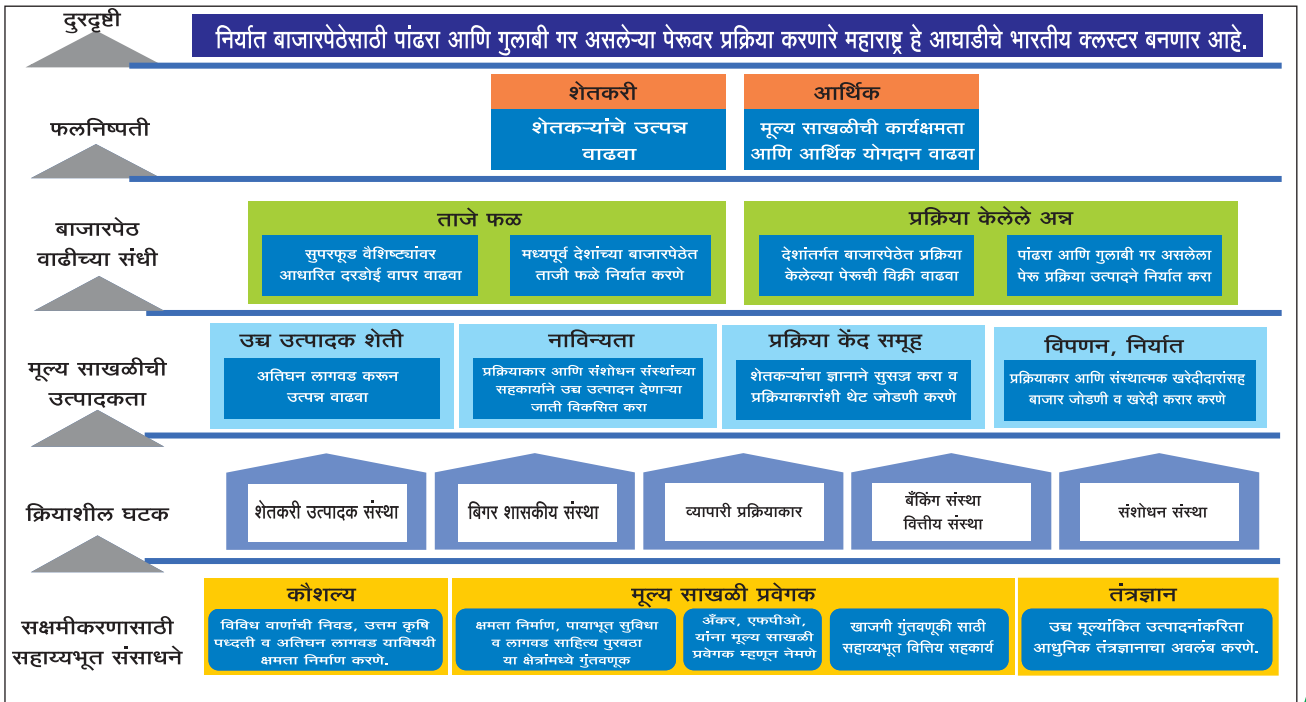 दुरदृष्टी
निर्यात बाजारपेठेसाठी पांढरा आणि गुलाबी गर असलेऱ्या पेरूवर प्रक्रिया करणारे महाराष्ट्र हे आघाडीचे भारतीय क्लस्टर बनणार आहे.
फलनिष्पती
शेतकरी
शेतकऱ्यांचे उत्पन्न
वाढवा
आर्थिक
मूल्य साखळीची कार्यक्षमता
आणि आर्थिक योगदान वाढवा
बाजारपेठ
वाढीच्या संधी
ताजे फळ
सुपरफूड वैशिष्ट्यांवर
आधारित दरडोई वापर वाढवा
मध्यपूर्व देशांच्या बाजारपेठेत
ताजी फळे निर्यात करणे
प्रक्रिया केलेले अन्न
देशांतर्गत बाजारपेठेत प्रक्रिया
केलेल्या पेरूची विक्री वाढवा
पांढरा आणि गुलाबी गर असलेला
पेरू प्रक्रिया उत्पादने निर्यात करा
मूल्य साखळीची
उत्पादकता
उच्च उत्पादक शेती
अतिघन लागवड करून
उत्पन्न वाढवा
नाविन्यता
प्रक्रियाकार आणि संशोधन संस्थांच्या
सहकार्याने उच्च उत्पादन देणाऱ्या
जाती विकसित करा
प्रक्रिया केंद समूह
शेतकऱ्यांचा ज्ञानाने सुसज्ज करा व
प्रक्रियाकारांशी थेट जोडणी करणे
विपणन, निर्यात
प्रक्रियाकार आणि संस्थात्मक खरेदीदारांसह
बाजार जोडणी व खरेदी करार करणे
क्रियाशील घटक
शेतकरी उत्पादक संस्था
बिगर शासकीय संस्था
व्यापारी प्रक्रियाकार
बँकिंग संस्था
वित्तीय संस्था
संशोधन संस्था
सक्षमीकरणासाठी
सहाय्यभूत संसाधने
कौशल्य
विविध वाणांची निवड, उत्तम कृषि
पध्दती व अतिघन लागवड याविषयी
क्षमता निर्माण करणे.
मूल्य साखळी प्रवेगक
क्षमता निर्माण, पायाभूत सुविधा
व लागवड साहित्य पुरवठा
या क्षेत्रांमध्ये गुंतवणूक
अँकर, एफपीओ,
यांना मूल्य साखळी
प्रवेगक म्हणून नेमणे
खाजगी गुंतवणूकी साठी
सहाय्यभूत वित्तिय सहकार्य
तंत्रज्ञान
उच्च मूल्यांकित उत्पादनांकरिता
आधुनिक तंत्रज्ञानाचा अवलंब करणे.